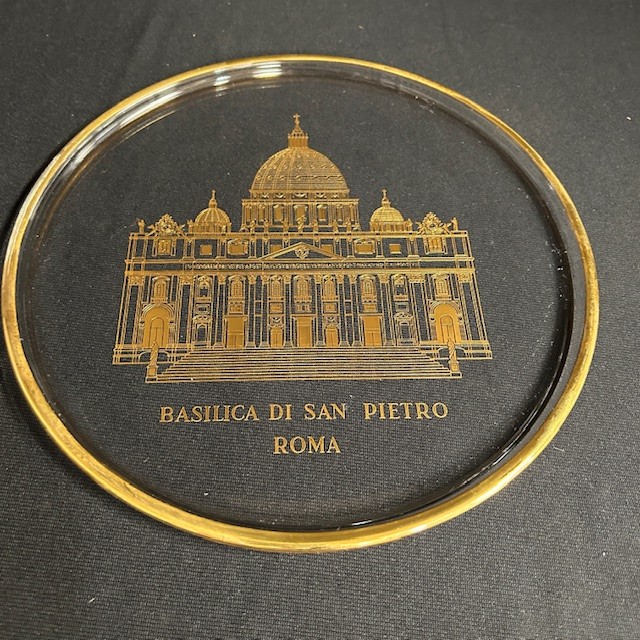 BASILICA DI SAN PIETRO
ROMA